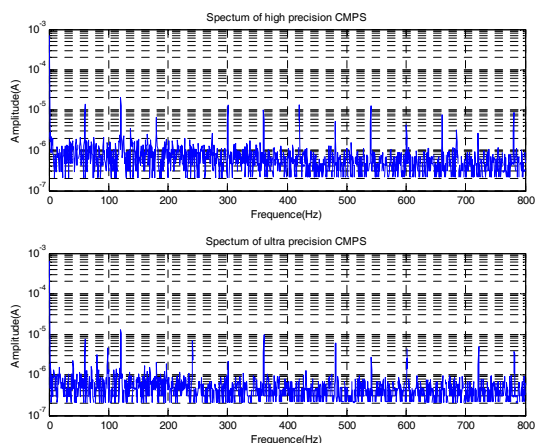 Spectum of high precision CMPS
10^-3
10^-4
10^-5
10^-6
10^-7
Amplitude(A)
0 100 200 300 400 500 600 700 800
Frequence(Hz)
Spectum of ultra precision CMPS
10^-3
10^-4
10^-5
10^-6
10^-7
Amplitude(A)
0 100 200 300 400 500 600 700 800
Frequence(Hz)